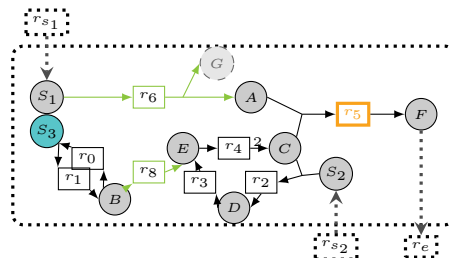 r_{s_1}
G
S_1
r_6
A
r_5
F
S_3
E
r_4
2
C
r_0
r_1
r_8
r_3
r_2
S_2
B
D
r_{s_2}
r_e